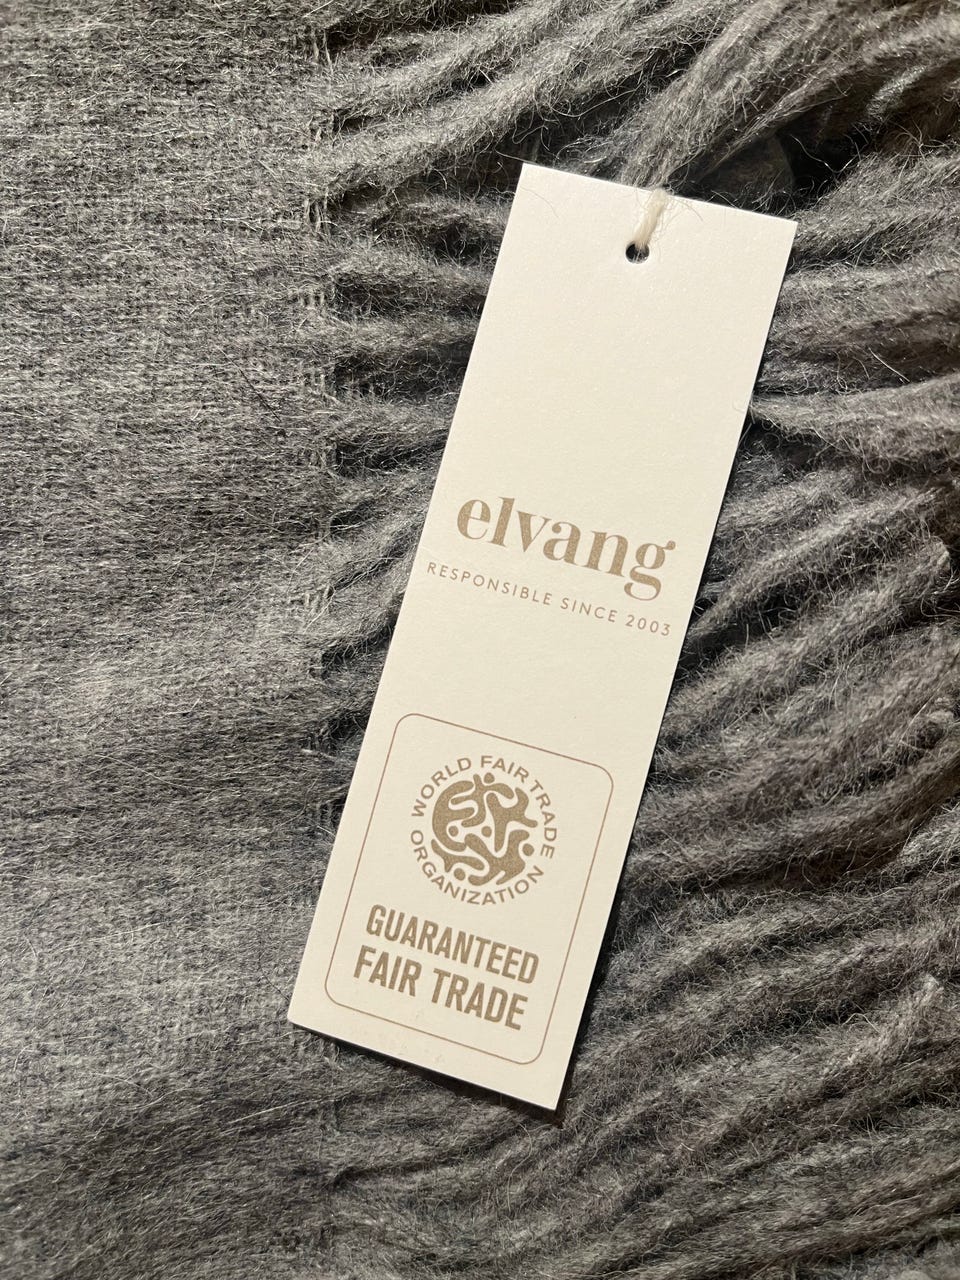 elvang
RESPONSIBLE SINCE 2003
WORLD FAIR TRADE
ORGANIZATION
GUARANTEED
FAIR TRADE